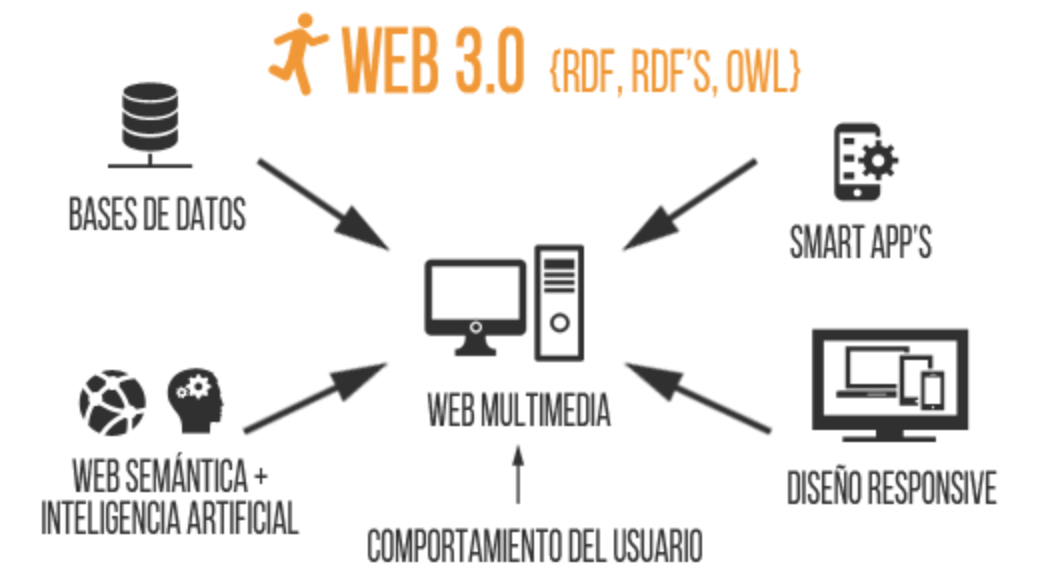 WEB 3.0 {RDF, RDF'S, OWL}
BASES DE DATOS
SMART APP'S
WEB MULTIMEDIA
WEB SEMÁNTICA +
INTELIGENCIA ARTIFICIAL
DISEÑO RESPONSIVE
COMPORTAMIENTO DEL USUARIO